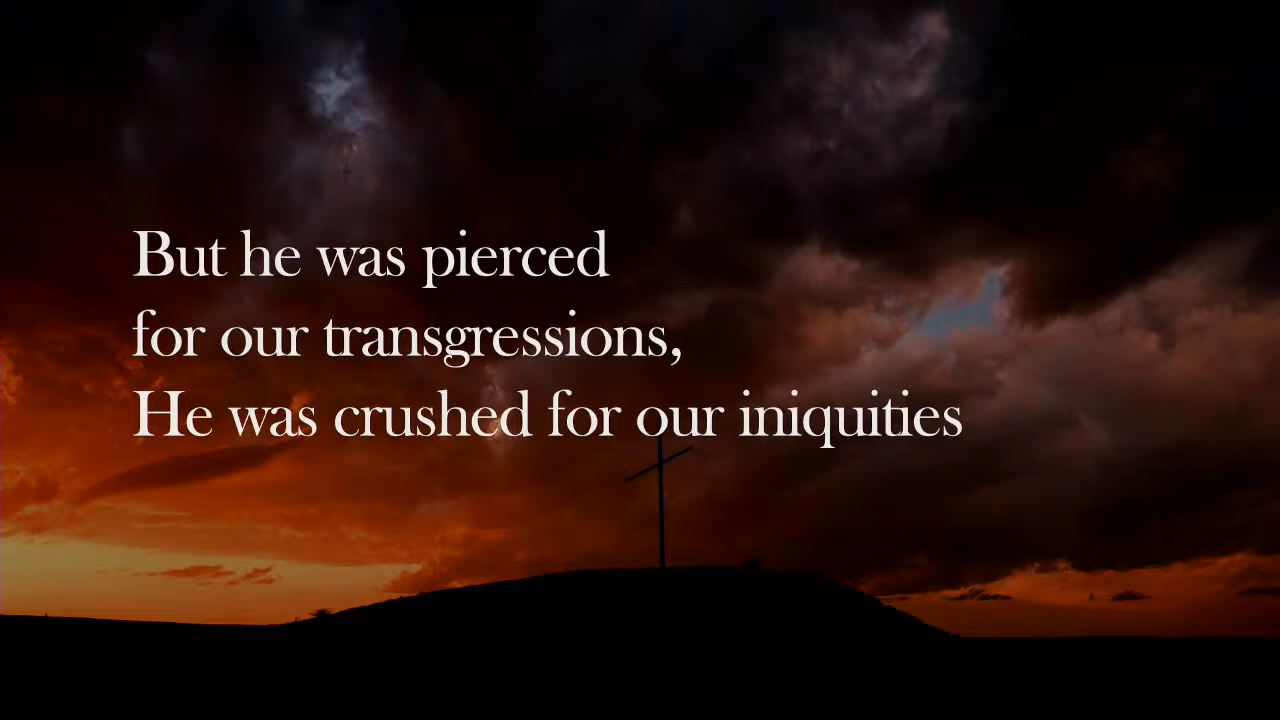 But he was pierced
for our transgressions,
He was crushed for our iniquities